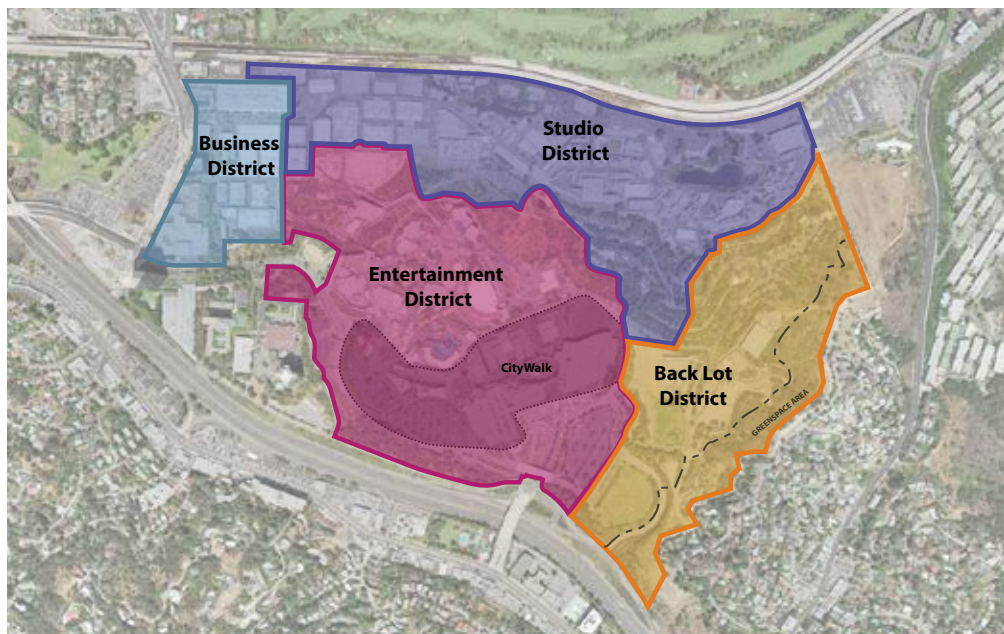 Business
District
Studio
District
Entertainment
District
CityWalk
Back Lot
District
GREENSPACE AREA